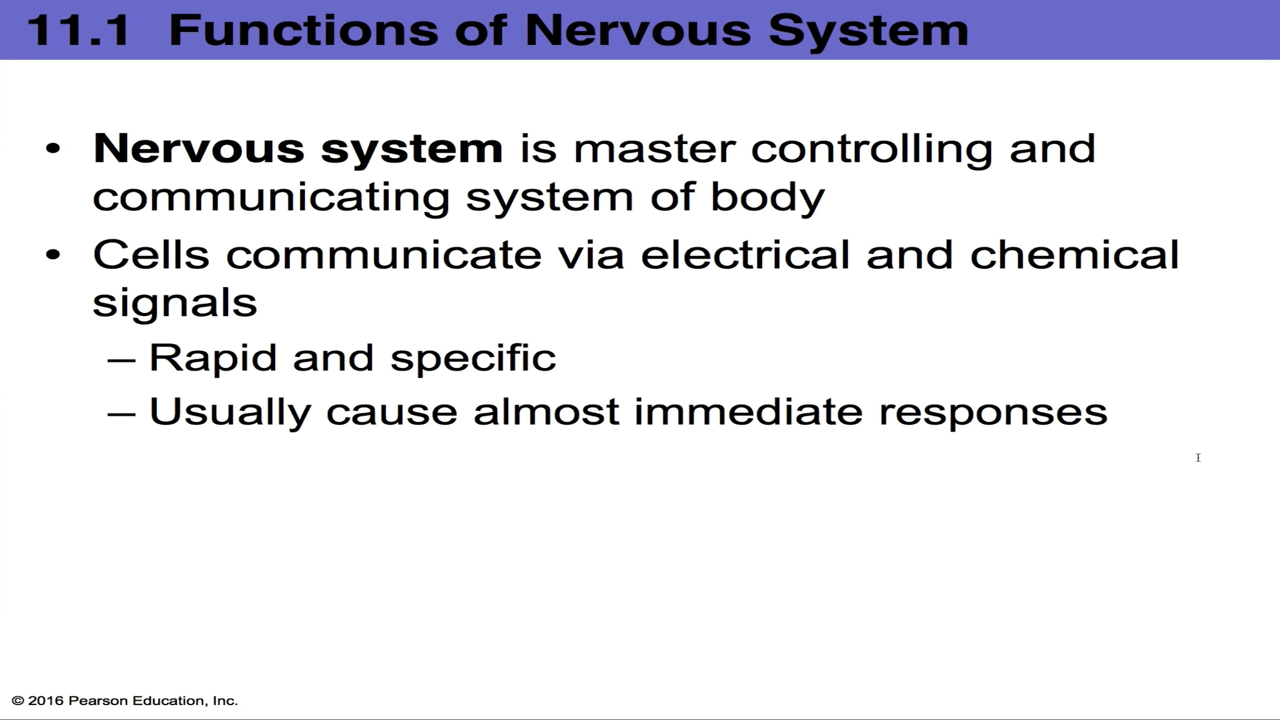 11.1 Functions of Nervous System
• Nervous system is master controlling and
communicating system of body
• Cells communicate via electrical and chemical
signals
– Rapid and specific
– Usually cause almost immediate responses
© 2016 Pearson Education, Inc.